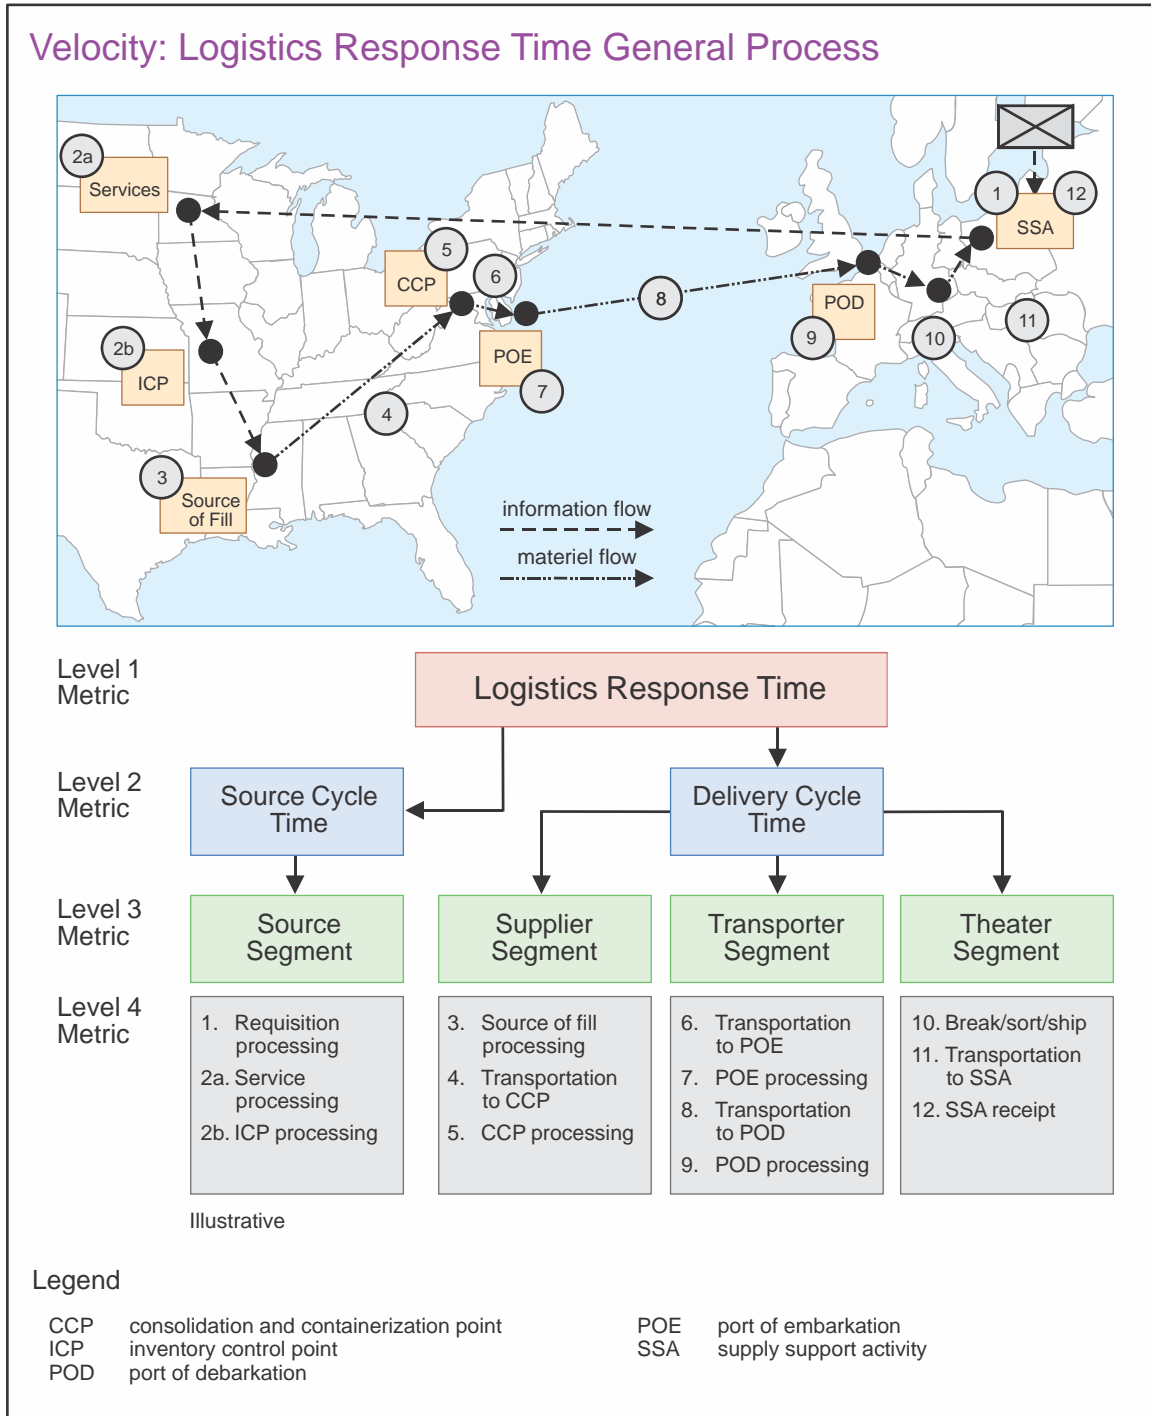 Velocity: Logistics Response Time General Process
2a
Services
1
12
SSA
5
CCP
6
8
POD
9
10
11
2b
ICP
POE
7
4
3
Source
of Fill
information flow
materiel flow
Level 1
Metric
Logistics Response Time
Level 2
Metric
Source Cycle
Time
Delivery Cycle
Time
Level 3
Metric
Source
Segment
Supplier
Segment
Transporter
Segment
Theater
Segment
Level 4
Metric
1. Requisition
processing
2a. Service
processing
2b. ICP processing
3. Source of fill
processing
4. Transportation
to CCP
5. CCP processing
6. Transportation
to POE
7. POE processing
8. Transportation
to POD
9. POD processing
10. Break/sort/ship
11. Transportation
to SSA
12. SSA receipt
Illustrative
Legend
CCP consolidation and containerization point
ICP inventory control point
POD port of debarkation
POE port of embarkation
SSA supply support activity